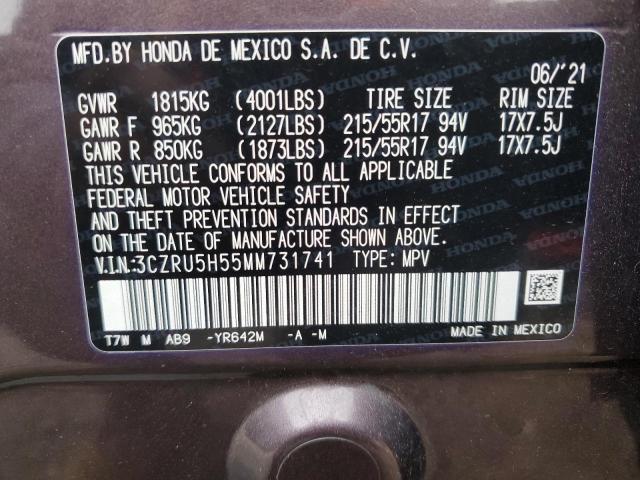 MFD.BY HONDA DE MEXICO S.A. DE C.V.
06/'21
GVWR 1815KG (4001LBS) TIRE SIZE RIM SIZE
GAWR F 965KG (2127LBS) 215/55R17 94V 17X7.5J
GAWR R 850KG (1873LBS) 215/55R17 94V 17X7.5J
THIS VEHICLE CONFORMS TO ALL APPLICABLE
FEDERAL MOTOR VEHICLE SAFETY
AND THEFT PREVENTION STANDARDS IN EFFECT
ON THE DATE OF MANUFACTURE SHOWN ABOVE.
V.I.N:3CZRU5H55MM731741 TYPE: MPV
T7W M AB9 -YR642M -A -M MADE IN MEXICO